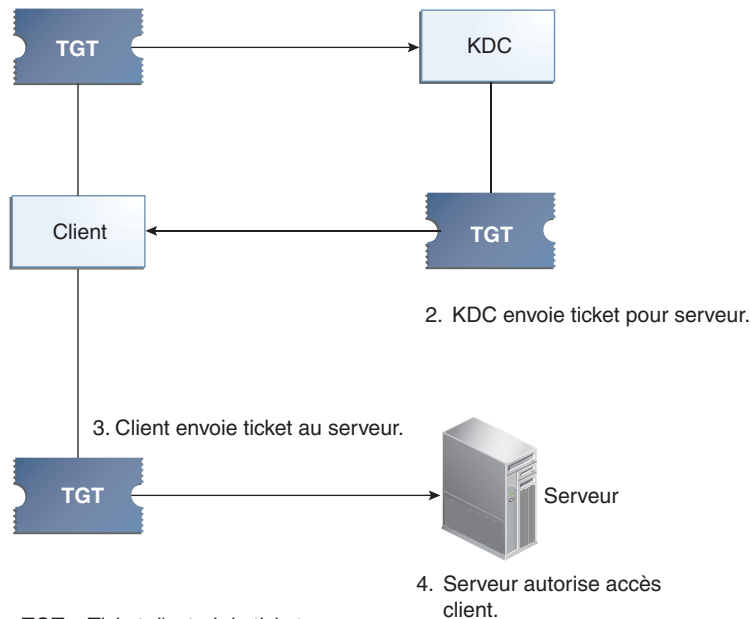 TGT
KDC
Client
TGT
2. KDC envoie ticket pour serveur.
3. Client envoie ticket au serveur.
TGT
Serveur
4. Serveur autorise accès
client.